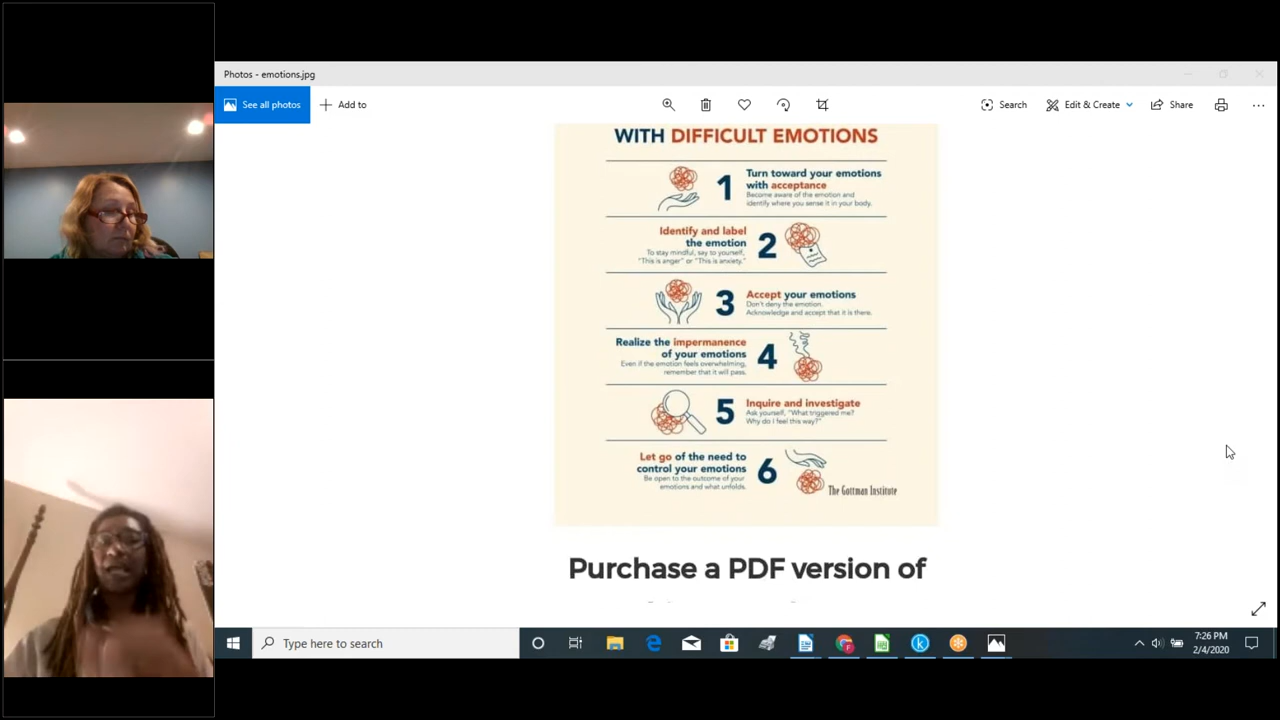 Photos - emotions.jpg
See all photos
Add to
Search
Edit & Create
Share
WITH DIFFICULT EMOTIONS
1
Turn toward your emotions
with acceptance
Become aware of the emotion and
identify where you sense it in your body.
Identify and label
the emotion
To stay mindful, say to yourself,
"This is anger" or "This is anxiety."
2
3
Accept your emotions
Don't deny the emotion.
Acknowledge and accept that it is there.
Realize the impermanence
of your emotions
Even if the emotion feels overwhelming,
remember that it will pass.
4
5
Inquire and investigate
Ask yourself, "What triggered me?
Why do I feel this way?"
Let go of the need to
control your emotions
Be open to the outcome of your
emotions and what unfolds.
6
The Gottman Institute
Purchase a PDF version of
Type here to search
7:26 PM
2/4/2020